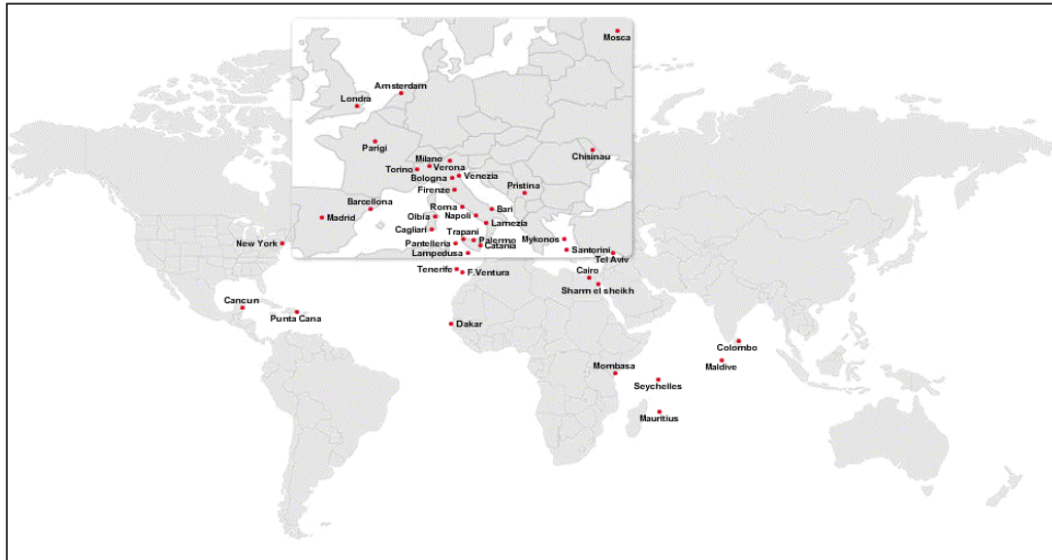 Mosca
Amsterdam
Londra
Parigi
Chisinau
Milano
Verona
Torino
Venezia
Bologna
Firenze
Pristina
Barcellona
Roma
Bari
Madrid
Olbia
Napoli
Lamezia
Cagliari
Trapani
New York
Pantelleria
Palermo
Catania
Mykonos
Santorini
Lampedusa
Tel Aviv
Tenerife
F.Ventura
Cairo
Sharm el sheikh
Cancun
Punta Cana
Dakar
Colombo
Maldive
Mombasa
Seychelles
Mauritius